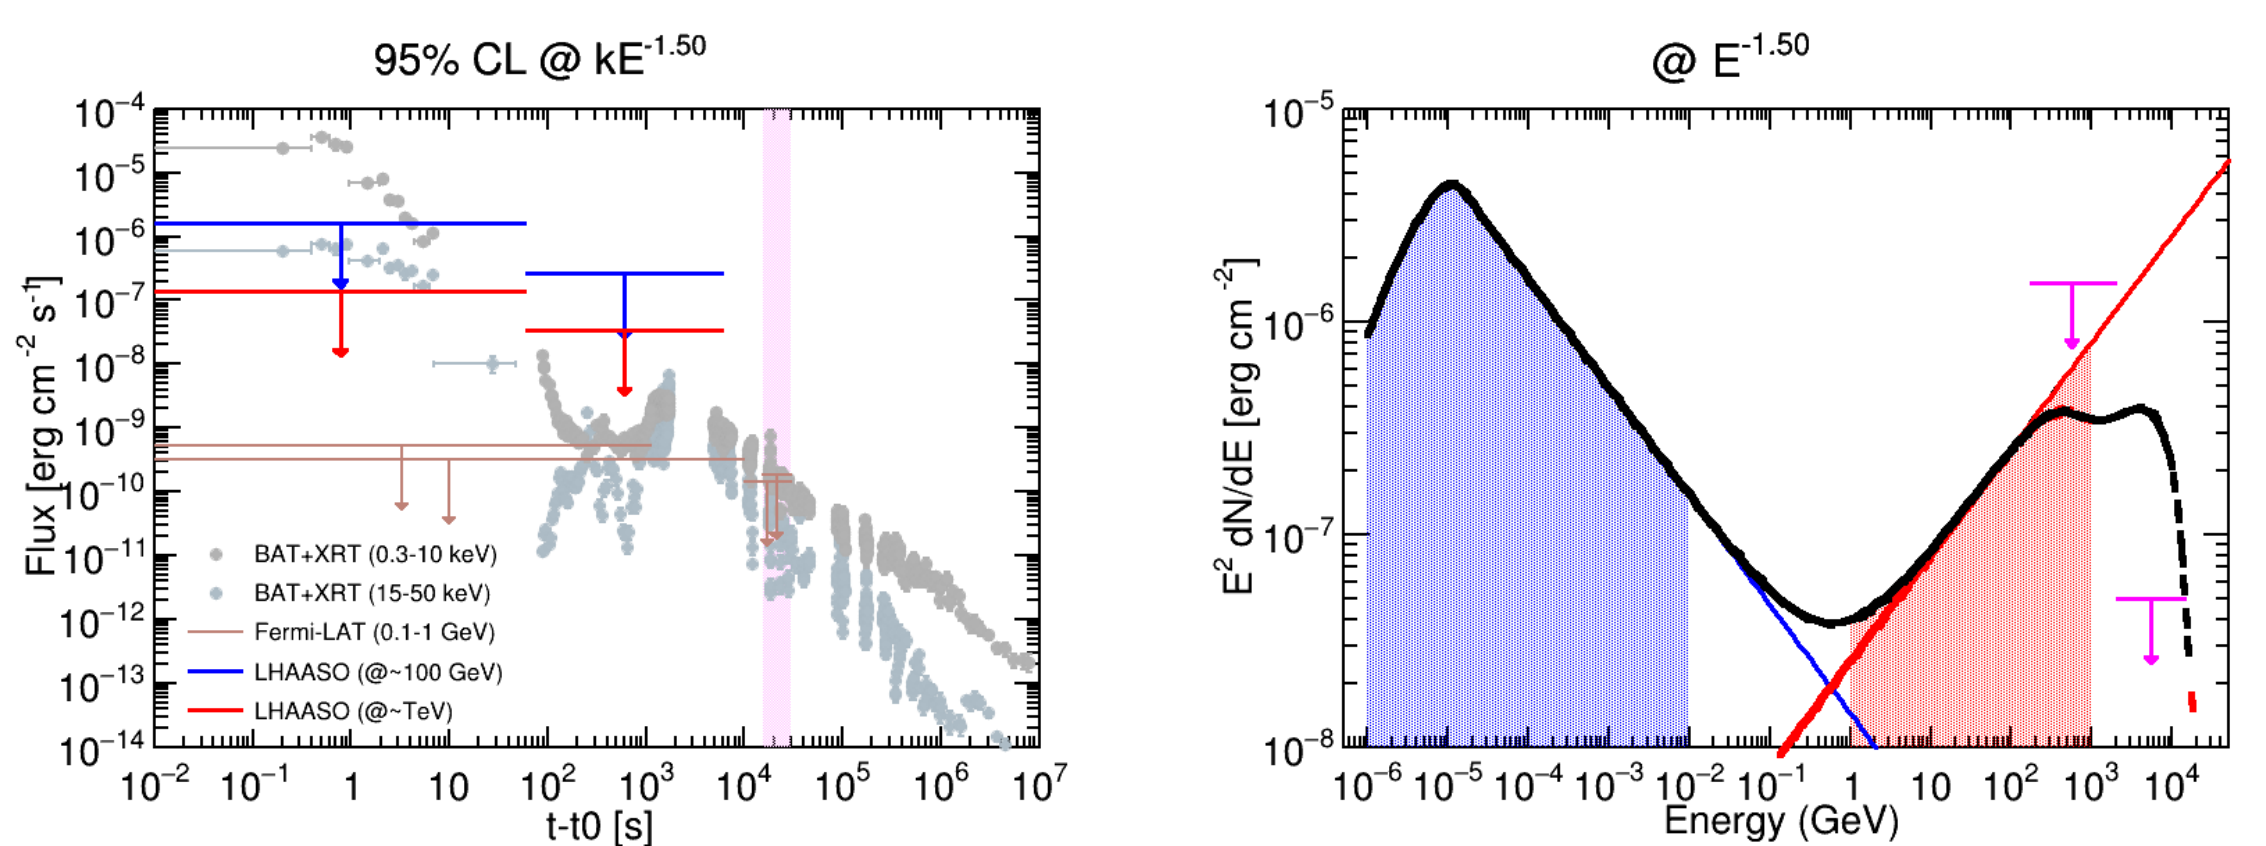 95% CL @ kE^-1.50
Flux [erg cm^-2 s^-1]
10^-4
10^-5
10^-6
10^-7
10^-8
10^-9
10^-10
10^-11
10^-12
10^-13
10^-14
BAT+XRT (0.3-10 keV)
BAT+XRT (15-50 keV)
Fermi-LAT (0.1-1 GeV)
LHAASO (@~100 GeV)
LHAASO (@~TeV)
10^-2 10^-1 1 10 10^2 10^3 10^4 10^5 10^6 10^7
t-t0 [s]
@ E^-1.50
E^2 dN/dE [erg cm^-2]
10^-5
10^-6
10^-7
10^-8
10^-6 10^-5 10^-4 10^-3 10^-2 10^-1 1 10 10^2 10^3 10^4
Energy (GeV)